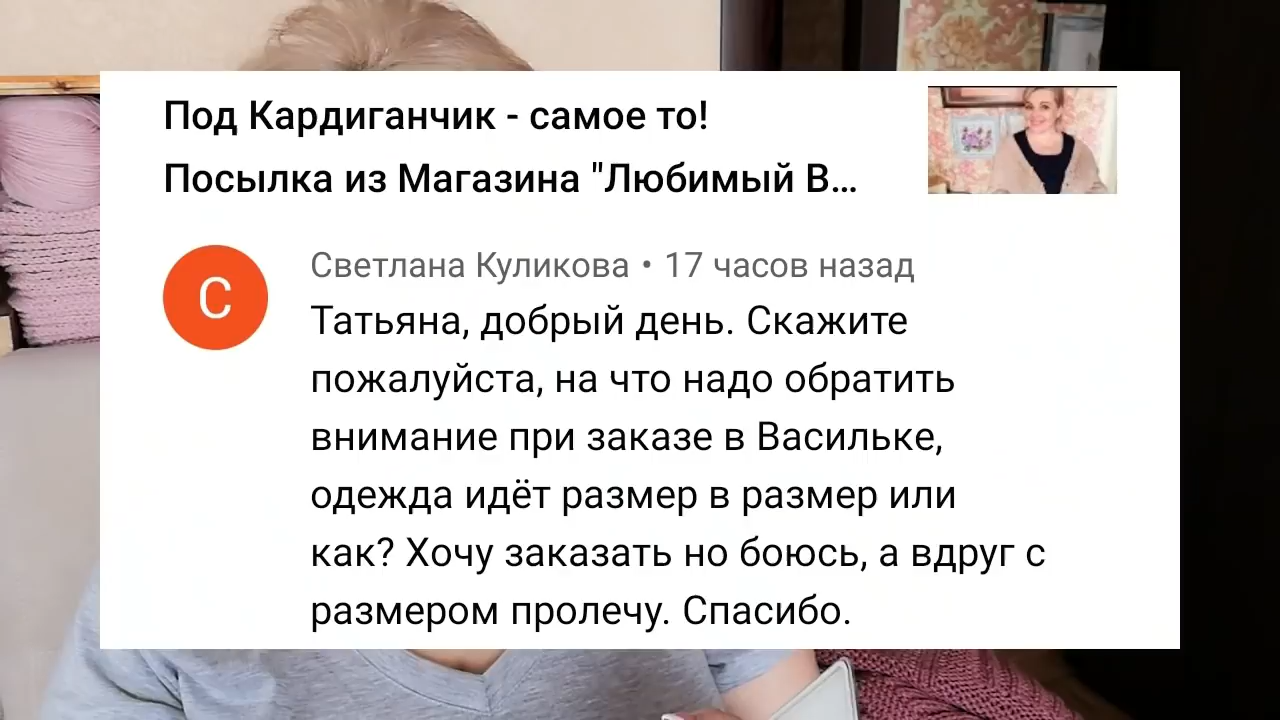 Под Кардиганчик - самое то!
Посылка из Магазина "Любимый В...
С
Светлана Куликова • 17 часов назад
Татьяна, добрый день. Скажите
пожалуйста, на что надо обратить
внимание при заказе в Васильке,
одежда идёт размер в размер или
как? Хочу заказать но боюсь, а вдруг с
размером пролечу. Спасибо.